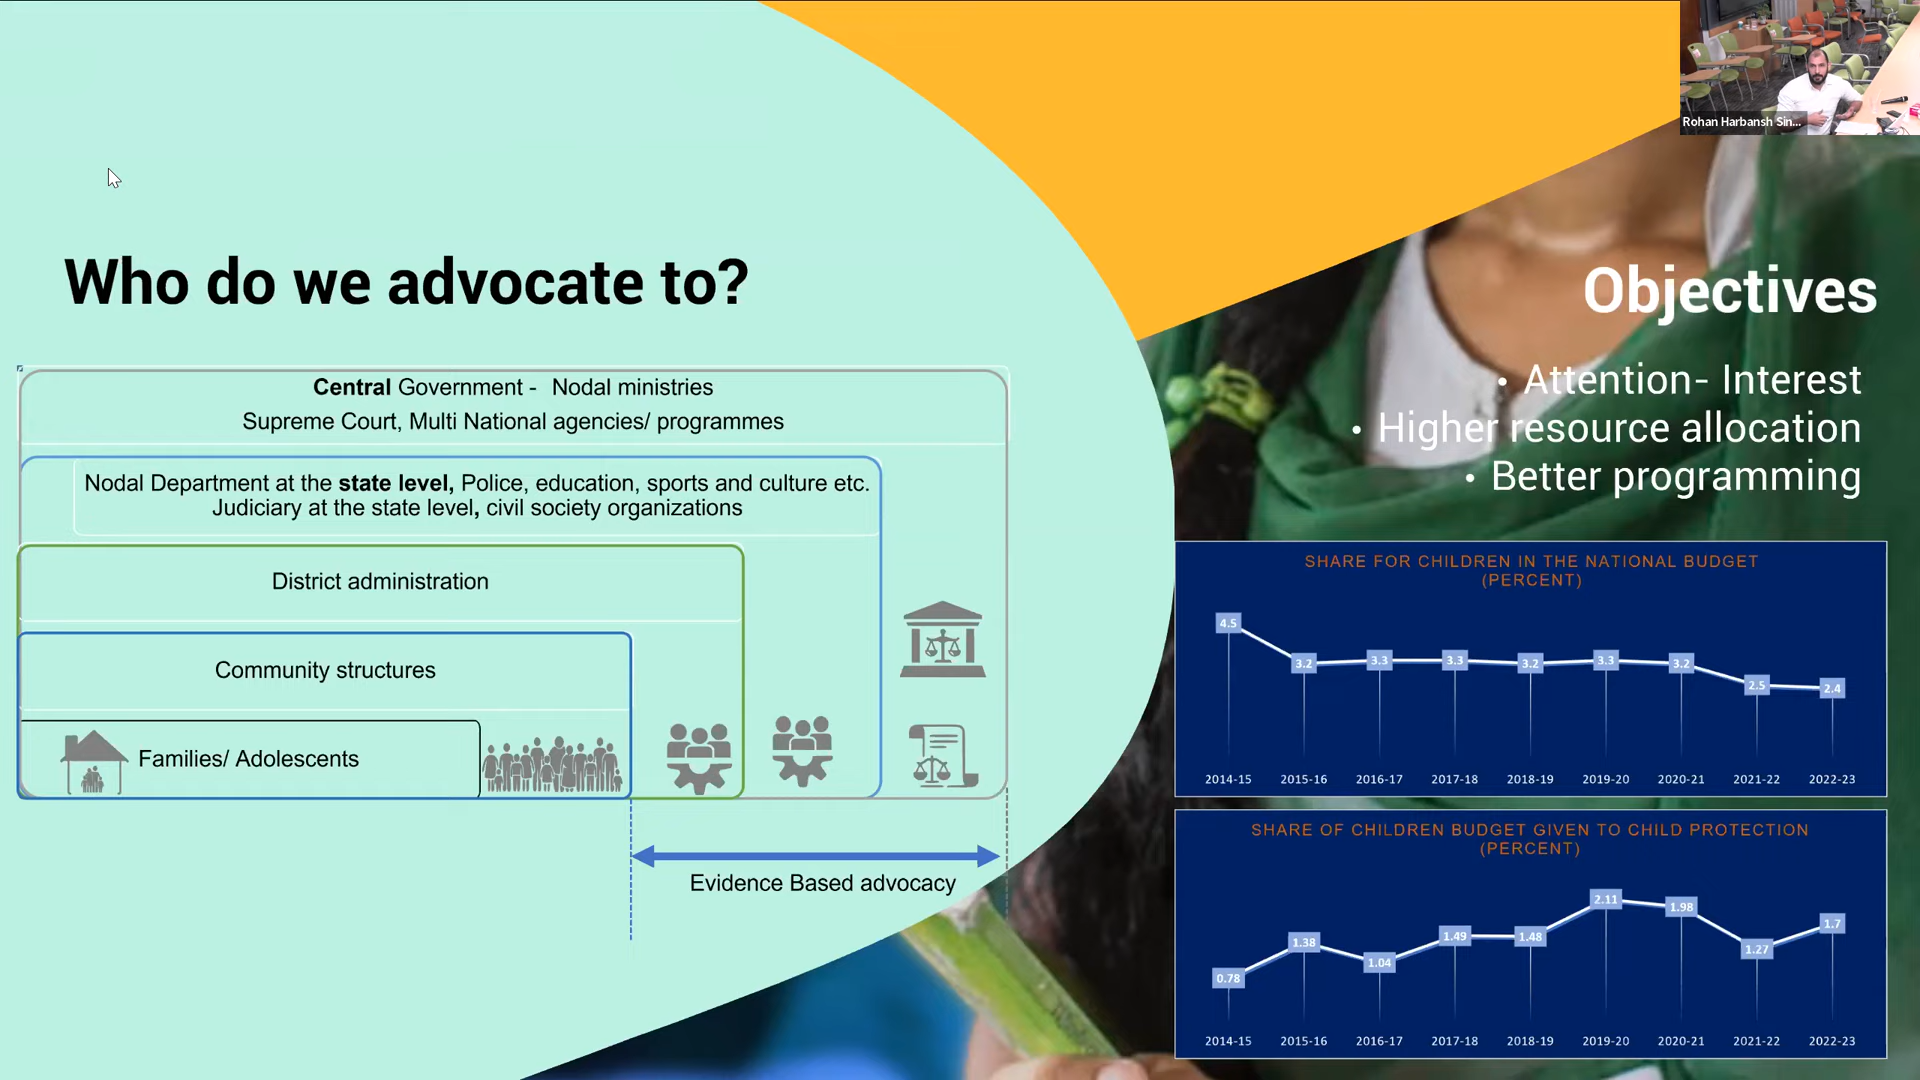 Rohan Harbansh Sin...
Who do we advocate to?
Central Government - Nodal ministries
Supreme Court, Multi National agencies/ programmes
Nodal Department at the state level, Police, education, sports and culture etc.
Judiciary at the state level, civil society organizations
District administration
Community structures
Families/ Adolescents
Evidence Based advocacy
Objectives
• Attention- Interest
• Higher resource allocation
• Better programming
SHARE FOR CHILDREN IN THE NATIONAL BUDGET
(PERCENT)
4.5 3.2 3.3 3.3 3.2 3.3 3.2 2.5 2.4
2014-15 2015-16 2016-17 2017-18 2018-19 2019-20 2020-21 2021-22 2022-23
SHARE OF CHILDREN BUDGET GIVEN TO CHILD PROTECTION
(PERCENT)
0.78 1.38 1.04 1.49 1.48 2.11 1.98 1.27 1.7
2014-15 2015-16 2016-17 2017-18 2018-19 2019-20 2020-21 2021-22 2022-23